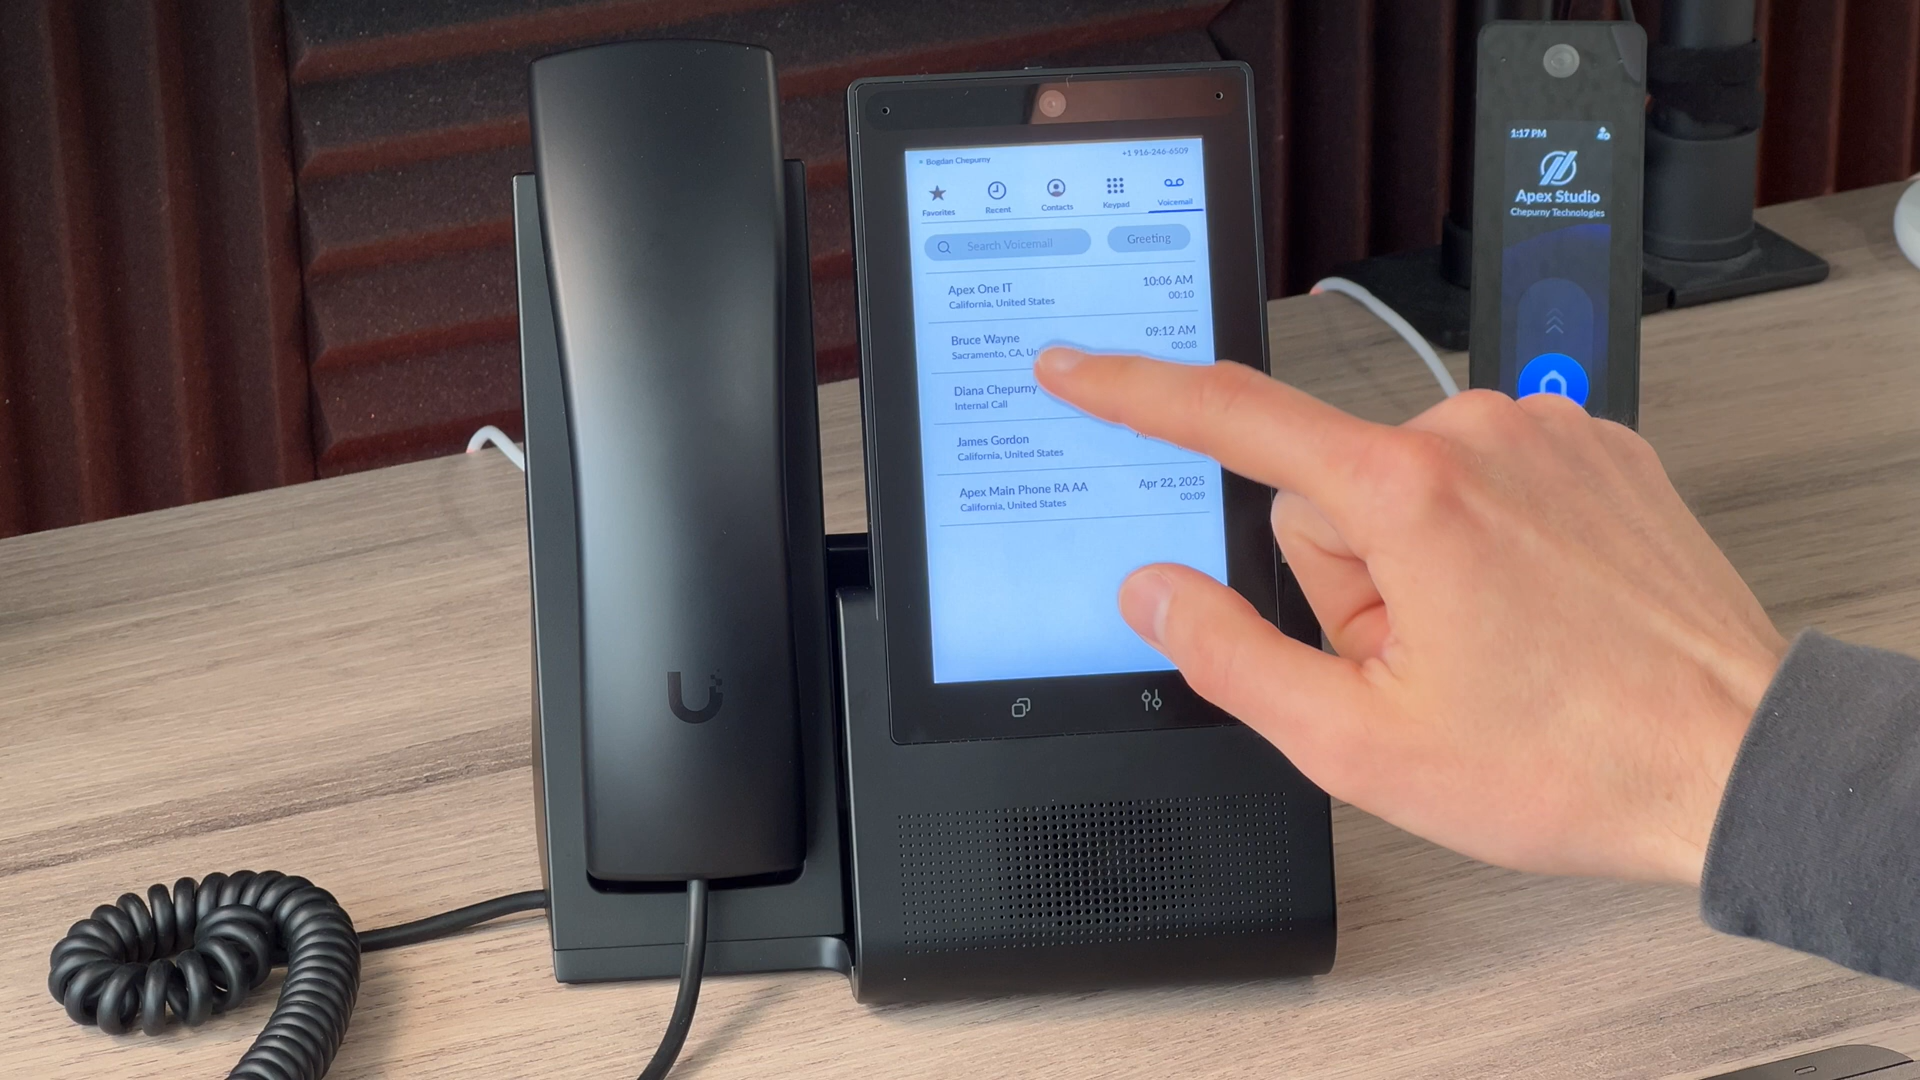 Bogdan Chepurny
+1 916-246-6509
Favorites
Recent
Contacts
Keypad
Voicemail
Search Voicemail
Greeting
Apex One IT
10:06 AM
California, United States
00:10
Bruce Wayne
09:12 AM
Sacramento, CA,
00:08
Diana Chepurny
Internal Call
James Gordon
California, United States
Apex Main Phone RA AA
Apr 22, 2025
California, United States
00:09
1:17 PM
Apex Studio
Chepurny Technologies
U